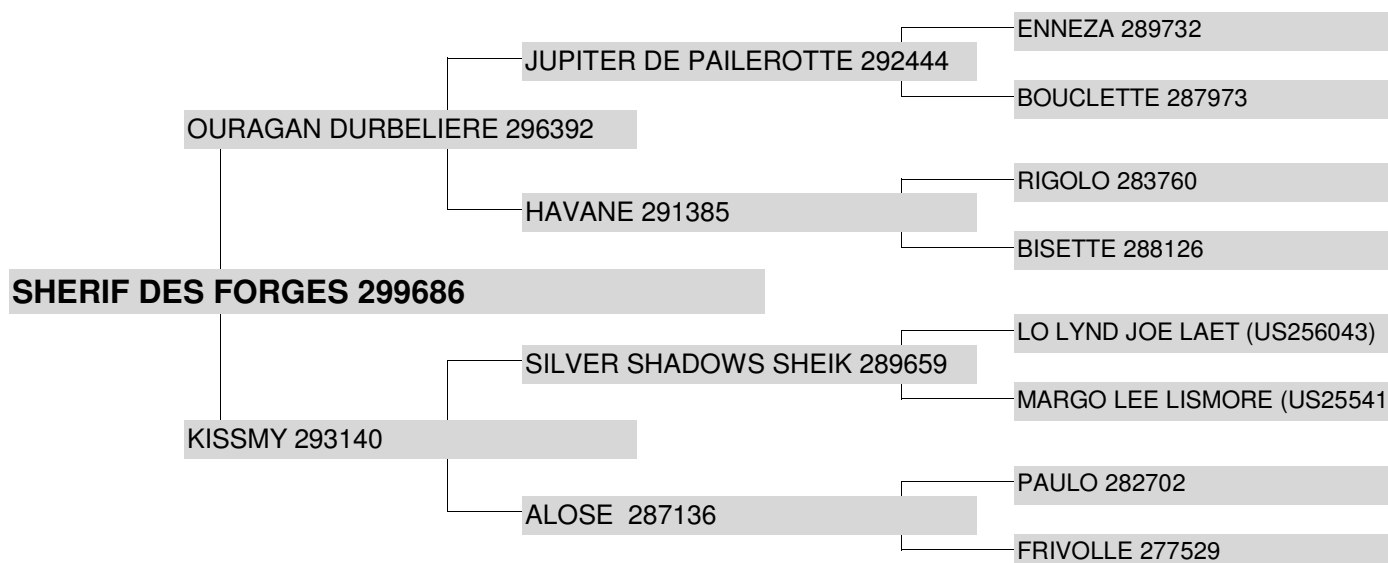 ENNEZA 289732
JUPITER DE PAILEROTTE 292444
BOUCLETTE 287973
OURAGAN DURBELIERE 296392
RIGOLO 283760
HAVANE 291385
BISETTE 288126
SHERIF DES FORGES 299686
LO LYND JOE LAET (US256043)
SILVER SHADOWS SHEIK 289659
MARGO LEE LISMORE (US25541
KISSMY 293140
PAULO 282702
ALOSE 287136
FRIVOLLE 277529